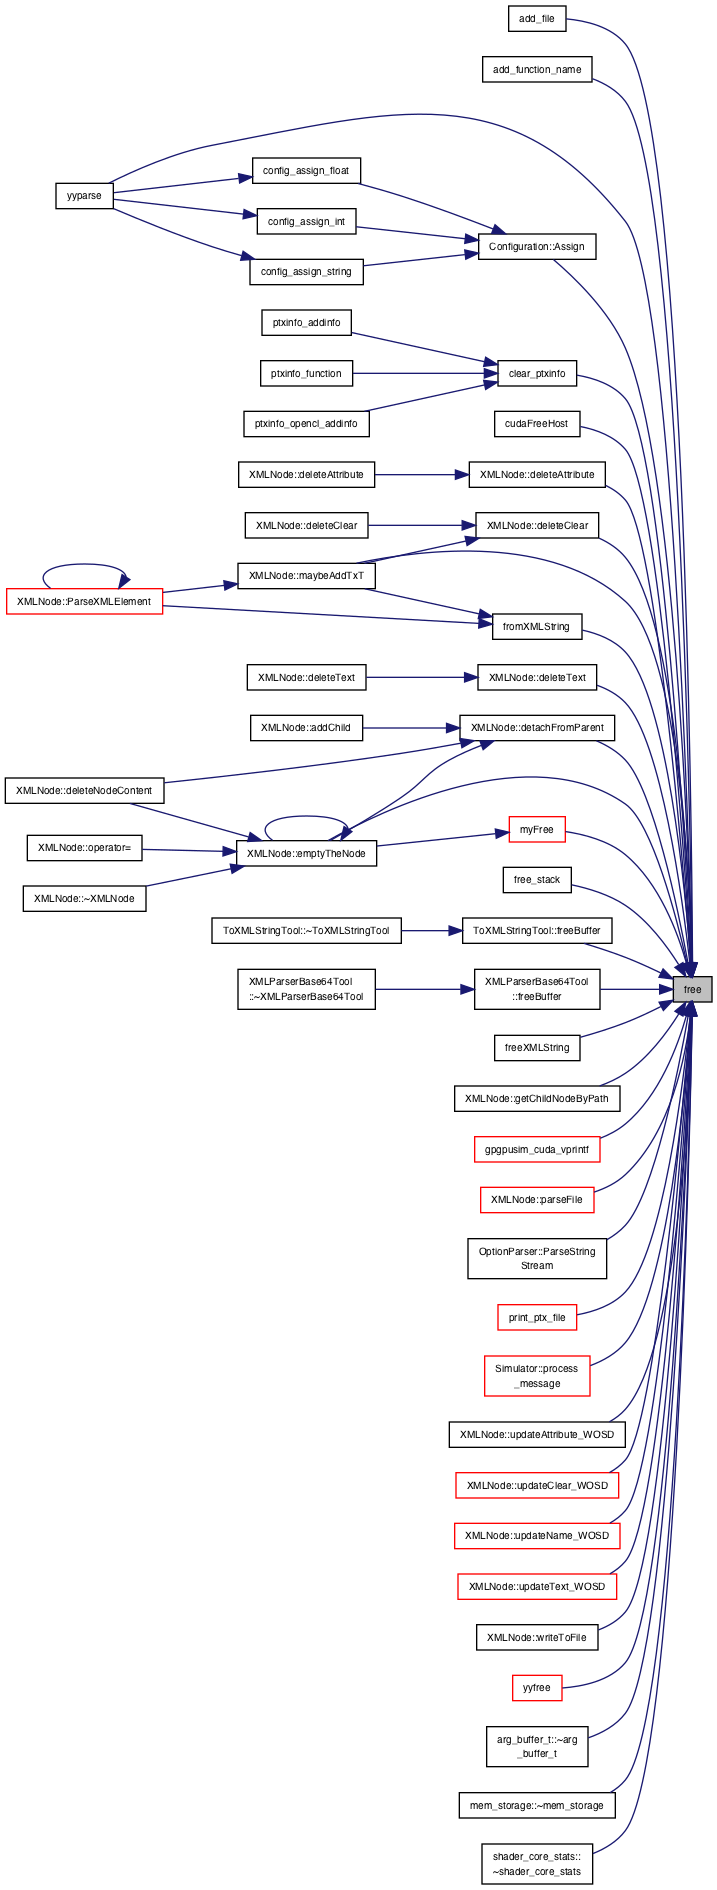 add_file
add_function_name
yyparse
config_assign_float
config_assign_int
config_assign_string
Configuration::Assign
ptxinfo_addinfo
ptxinfo_function
ptxinfo_opencl_addinfo
clear_ptxinfo
cudaFreeHost
XMLNode::deleteAttribute
XMLNode::deleteAttribute
XMLNode::deleteClear
XMLNode::deleteClear
XMLNode::maybeAddTxT
XMLNode::ParseXMLElement
fromXMLString
XMLNode::deleteText
XMLNode::deleteText
XMLNode::addChild
XMLNode::detachFromParent
XMLNode::deleteNodeContent
XMLNode::operator=
XMLNode::emptyTheNode
myFree
XMLNode::~XMLNode
free_stack
ToXMLStringTool::~ToXMLStringTool
ToXMLStringTool::freeBuffer
XMLParserBase64Tool
::~XMLParserBase64Tool
XMLParserBase64Tool
::freeBuffer
free
freeXMLString
XMLNode::getChildNodeByPath
gpgpusim_cuda_vprintf
XMLNode::parseFile
OptionParser::ParseString
Stream
print_ptx_file
Simulator::process
_message
XMLNode::updateAttribute_WOSD
XMLNode::updateClear_WOSD
XMLNode::updateName_WOSD
XMLNode::updateText_WOSD
XMLNode::writeToFile
yyfree
arg_buffer_t::~arg
_buffer_t
mem_storage::~mem_storage
shader_core_stats::
~shader_core_stats